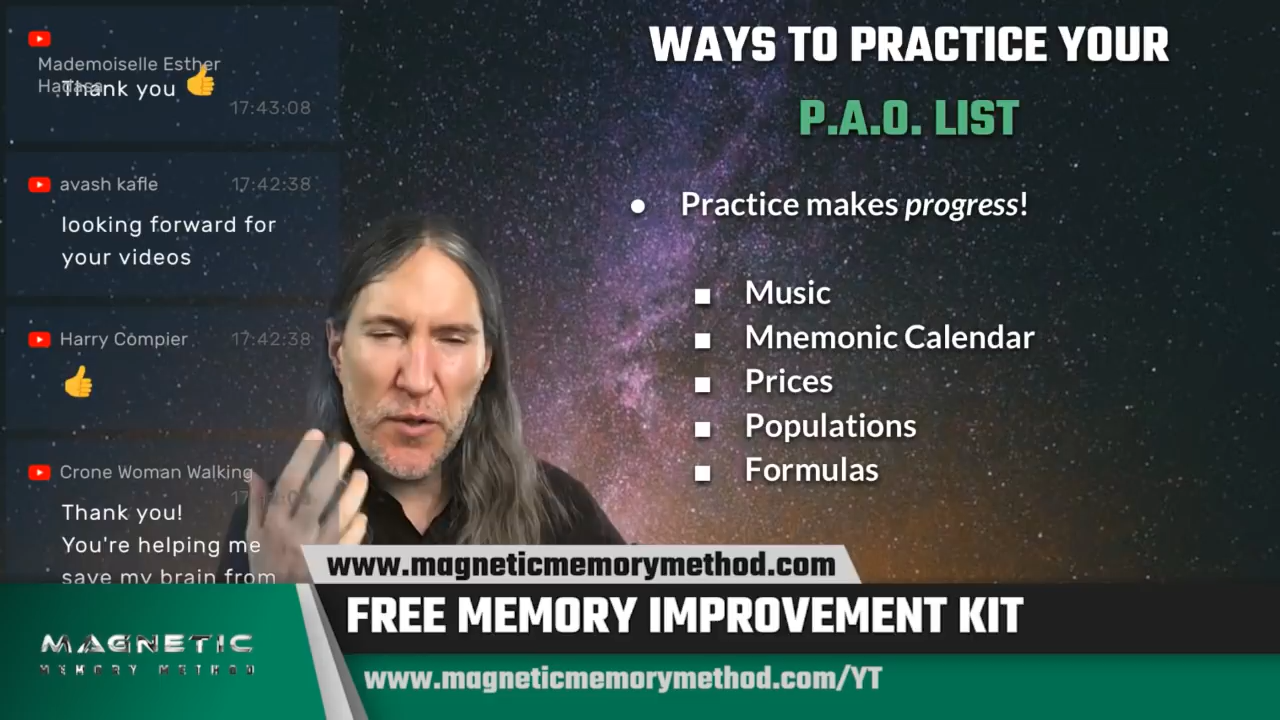 Mademoiselle Esther
Thank you 👍
17:43:08
avash kafle 17:42:38
looking forward for
your videos
Harry Compier 17:42:38
👍
Crone Woman Walking
Thank you!
You're helping me
save my brain from
WAYS TO PRACTICE YOUR
P.A.O. LIST
● Practice makes progress!
■ Music
■ Mnemonic Calendar
■ Prices
■ Populations
■ Formulas
www.magneticmemorymethod.com
FREE MEMORY IMPROVEMENT KIT
www.magneticmemorymethod.com/YT
MAGNETIC
MEMORY METHOD